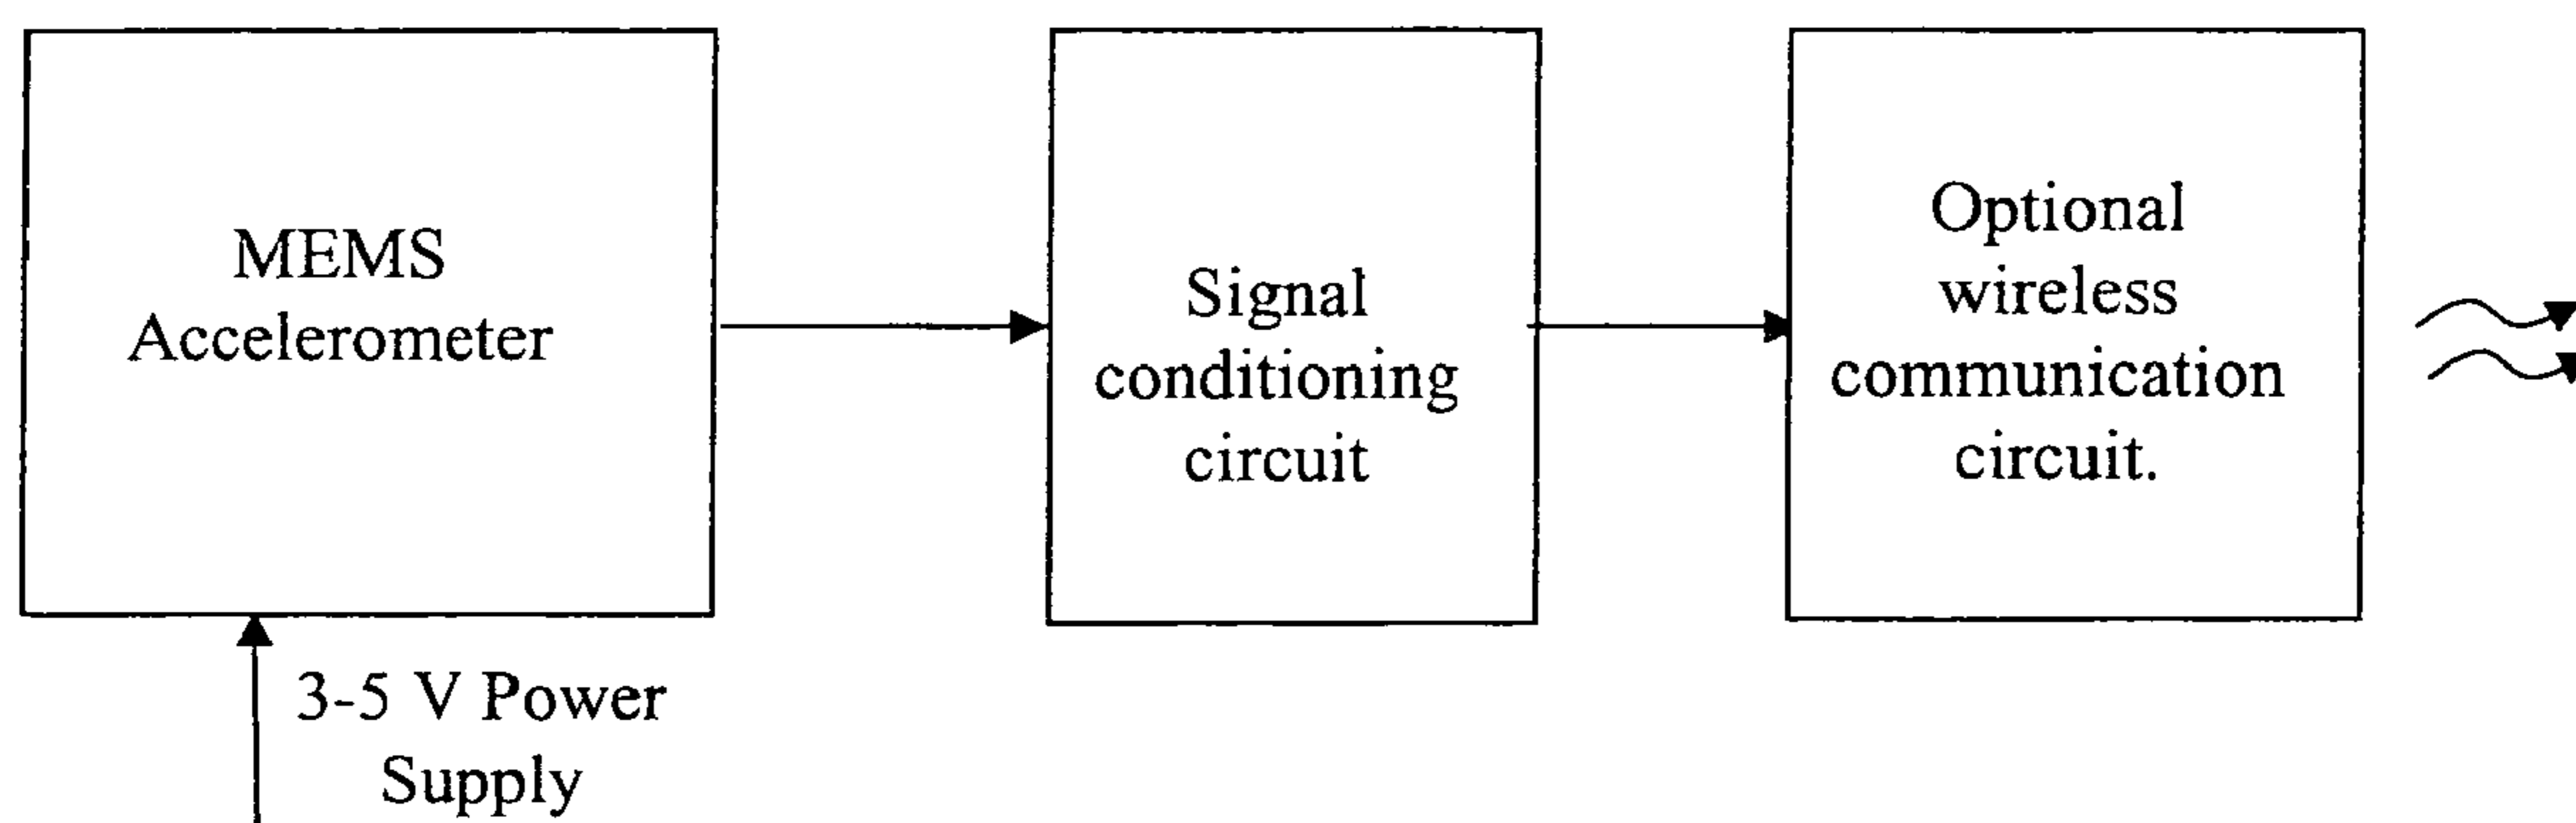 MEMS
Accelerometer
Signal
conditioning
circuit
Optional
wireless
communication
circuit.
3-5 V Power
Supply